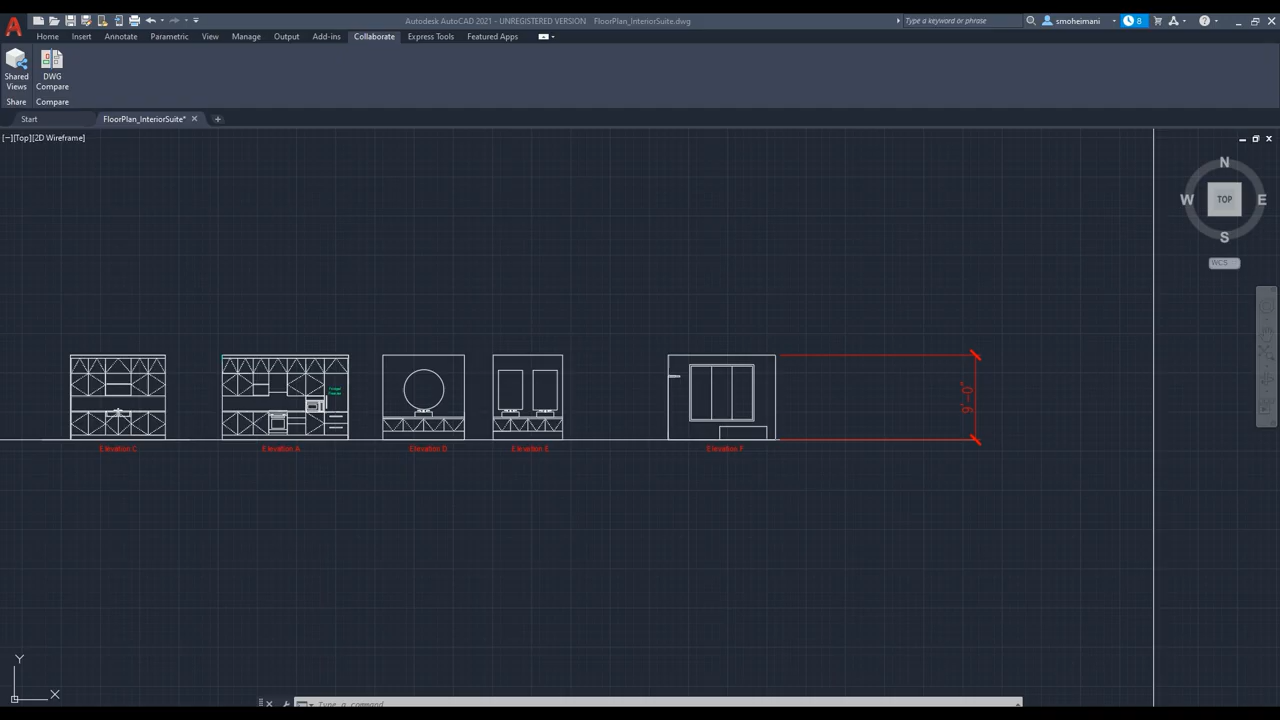 Autodesk AutoCAD 2021 - UNREGISTERED VERSION FloorPlan_InteriorSuite.dwg
Type a keyword or phrase
smoheimani
8
?
Home Insert Annotate Parametric View Manage Output Add-ins Collaborate Express Tools Featured Apps
Shared Views
DWG Compare
Share Compare
Start FloorPlan_InteriorSuite*
[−][Top][2D Wireframe]
N
W TOP E
S
WCS
9'-0"
Elevation C Elevation A Elevation D Elevation E Elevation F
Y
X
Type a command